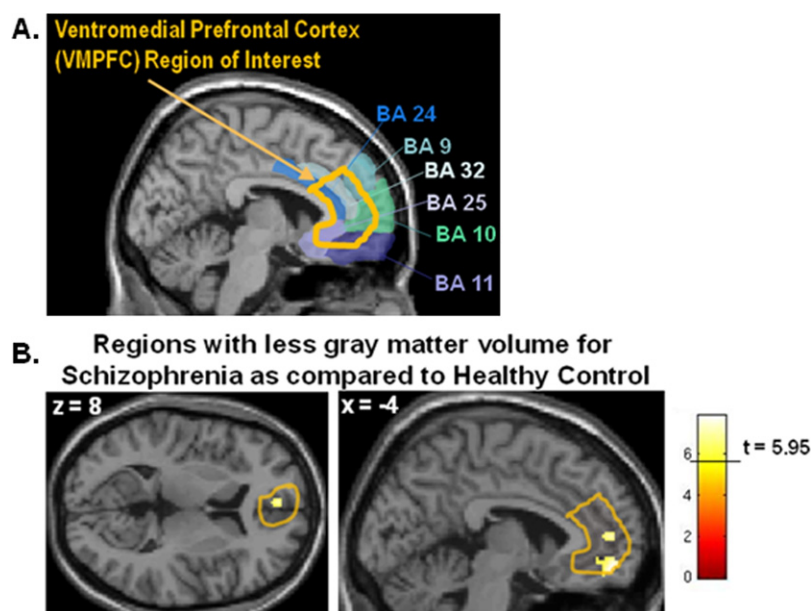 A.
Ventromedial Prefrontal Cortex
(VMPFC) Region of Interest
BA 24
BA 9
BA 32
BA 25
BA 10
BA 11
B.
Regions with less gray matter volume for
Schizophrenia as compared to Healthy Control
z = 8
x = -4
6
4
2
0
t = 5.95